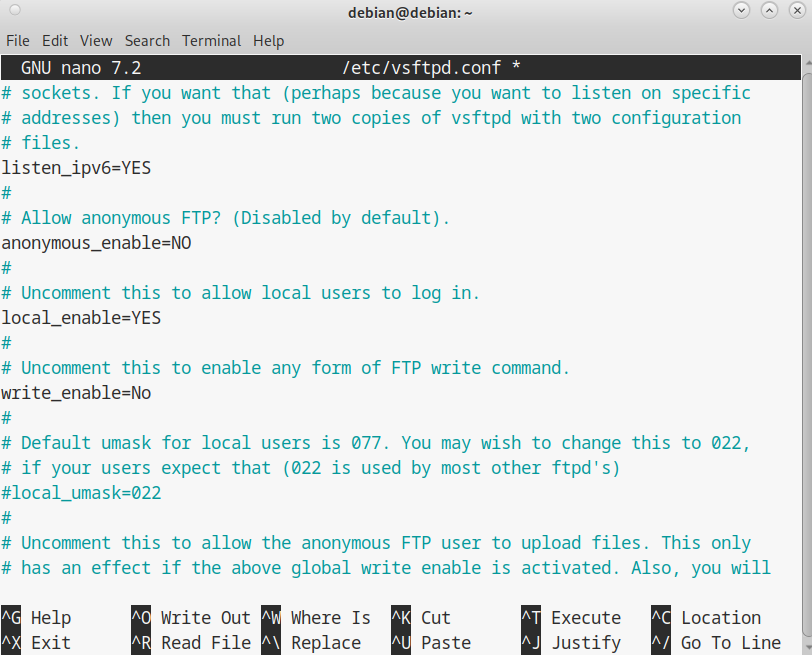 debian@debian: ~
File Edit View Search Terminal Help
GNU nano 7.2 /etc/vsftpd.conf *
# sockets. If you want that (perhaps because you want to listen on specific
# addresses) then you must run two copies of vsftpd with two configuration
# files.
listen_ipv6=YES
#
# Allow anonymous FTP? (Disabled by default).
anonymous_enable=NO
#
# Uncomment this to allow local users to log in.
local_enable=YES
#
# Uncomment this to enable any form of FTP write command.
write_enable=No
#
# Default umask for local users is 077. You may wish to change this to 022,
# if your users expect that (022 is used by most other ftpd's)
#local_umask=022
#
# Uncomment this to allow the anonymous FTP user to upload files. This only
# has an effect if the above global write enable is activated. Also, you will
^G Help ^O Write Out ^W Where Is ^K Cut ^T Execute ^C Location
^X Exit ^R Read File ^\ Replace ^U Paste ^J Justify ^/ Go To Line